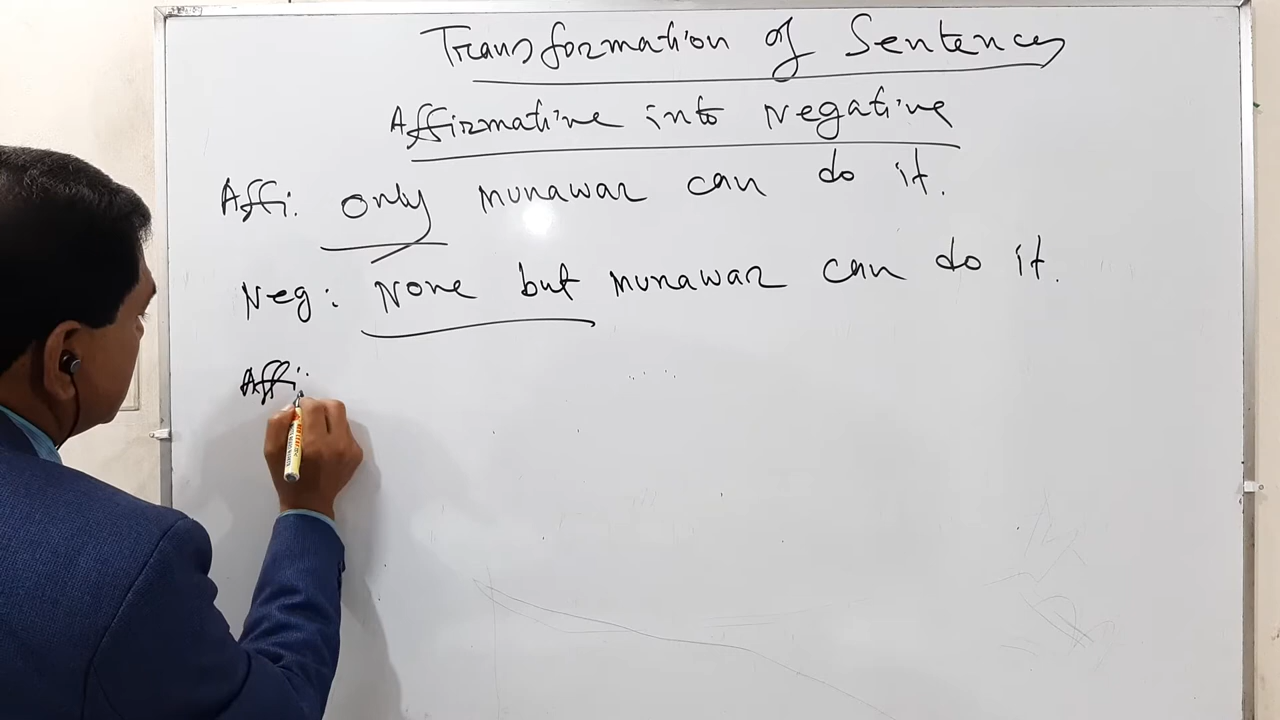 Transformation of Sentences
Affirmative into Negative
Affi: Only munawar can do it.
Neg: None but munawar can do it.
Affi: